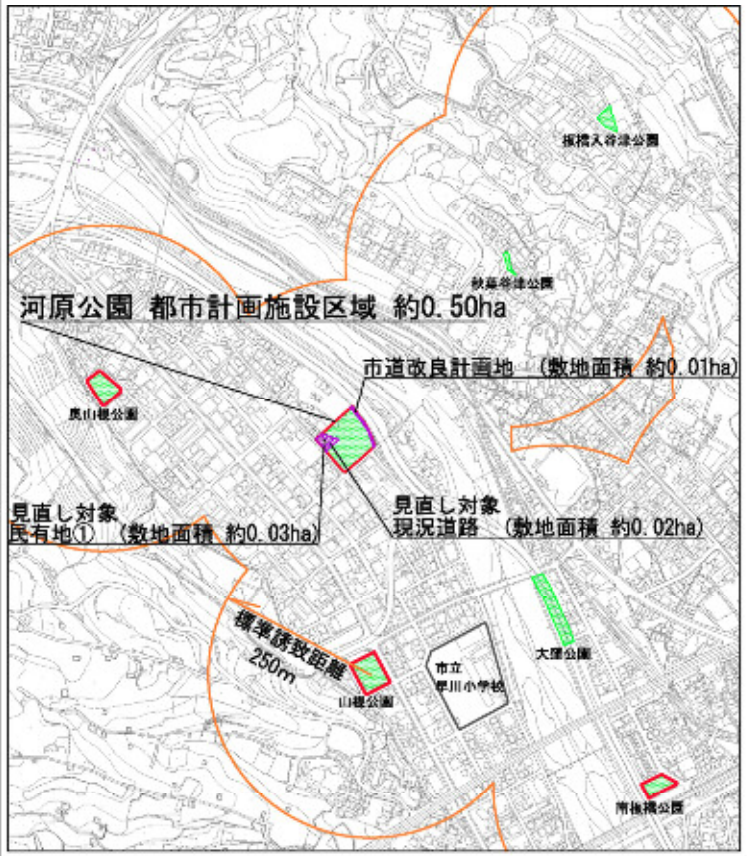 板橋入谷津公園
秋葉谷津公園
河原公園 都市計画施設区域 約0.50ha
市道改良計画地 (敷地面積 約0.01ha)
奥山根公園
見直し対象
民有地① (敷地面積 約0.03ha)
見直し対象
現況道路 (敷地面積 約0.02ha)
標準誘致距離
250m
山根公園
市立
早川小学校
大窪公園
南板橋公園